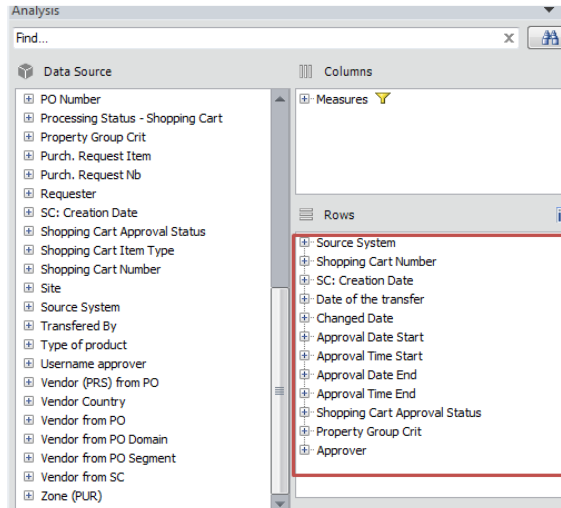 Analysis
Find...
Data Source
PO Number
Processing Status - Shopping Cart
Property Group Crit
Purch. Request Item
Purch. Request Nb
Requester
SC: Creation Date
Shopping Cart Approval Status
Shopping Cart Item Type
Shopping Cart Number
Site
Source System
Transfered By
Type of product
Username approver
Vendor (PRS) from PO
Vendor Country
Vendor from PO
Vendor from PO Domain
Vendor from PO Segment
Vendor from SC
Zone (PUR)
Columns
Measures
Rows
Source System
Shopping Cart Number
SC: Creation Date
Date of the transfer
Changed Date
Approval Date Start
Approval Time Start
Approval Date End
Approval Time End
Shopping Cart Approval Status
Property Group Crit
Approver